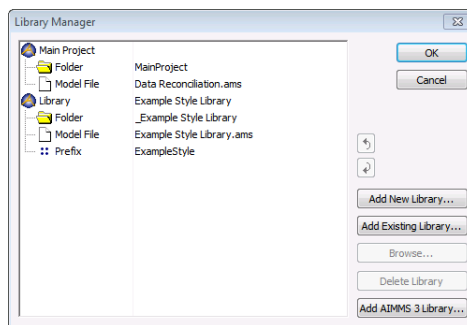 Library Manager
Main Project
Folder MainProject
Model File Data Reconciliation.ams
Library Example Style Library
Folder _Example Style Library
Model File Example Style Library.ams
Prefix ExampleStyle
OK
Cancel
Add New Library...
Add Existing Library...
Browse...
Delete Library
Add AIMMS 3 Library...